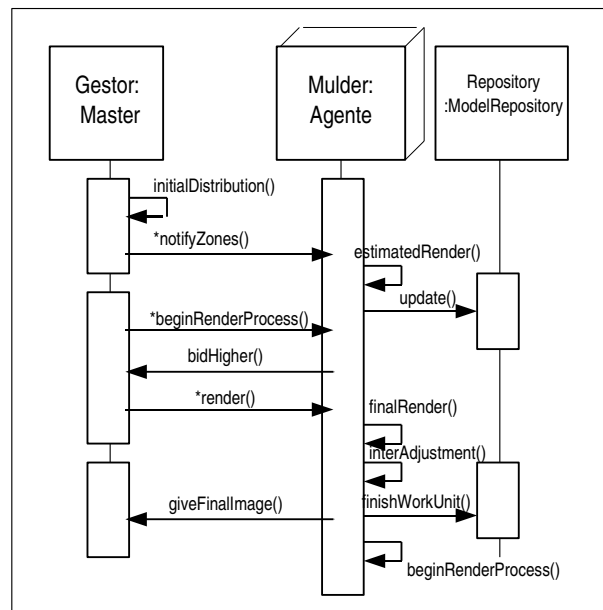 Gestor:
Master
Mulder:
Agente
Repository
:ModelRepository
initialDistribution()
*notifyZones()
estimatedRender()
update()
*beginRenderProcess()
bidHigher()
*render()
finalRender()
interAdjustment()
giveFinalImage()
finishWorkUnit()
beginRenderProcess()